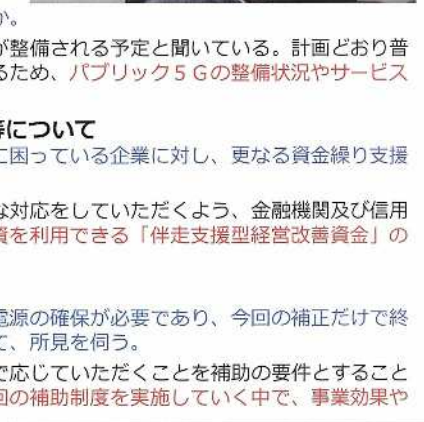 か。
が整備される予定と聞いている。計画どおり普
るため、パブリック５Ｇの整備状況やサービス
等について
に困っている企業に対し、更なる資金繰り支援
な対応をしていただくよう、金融機関及び信用
資を利用できる「伴走支援型経営改善資金」の
電源の確保が必要であり、今回の補正だけで終
て、所見を伺う。
で応じていただくことを補助の要件とすること
回の補助制度を実施していく中で、事業効果や